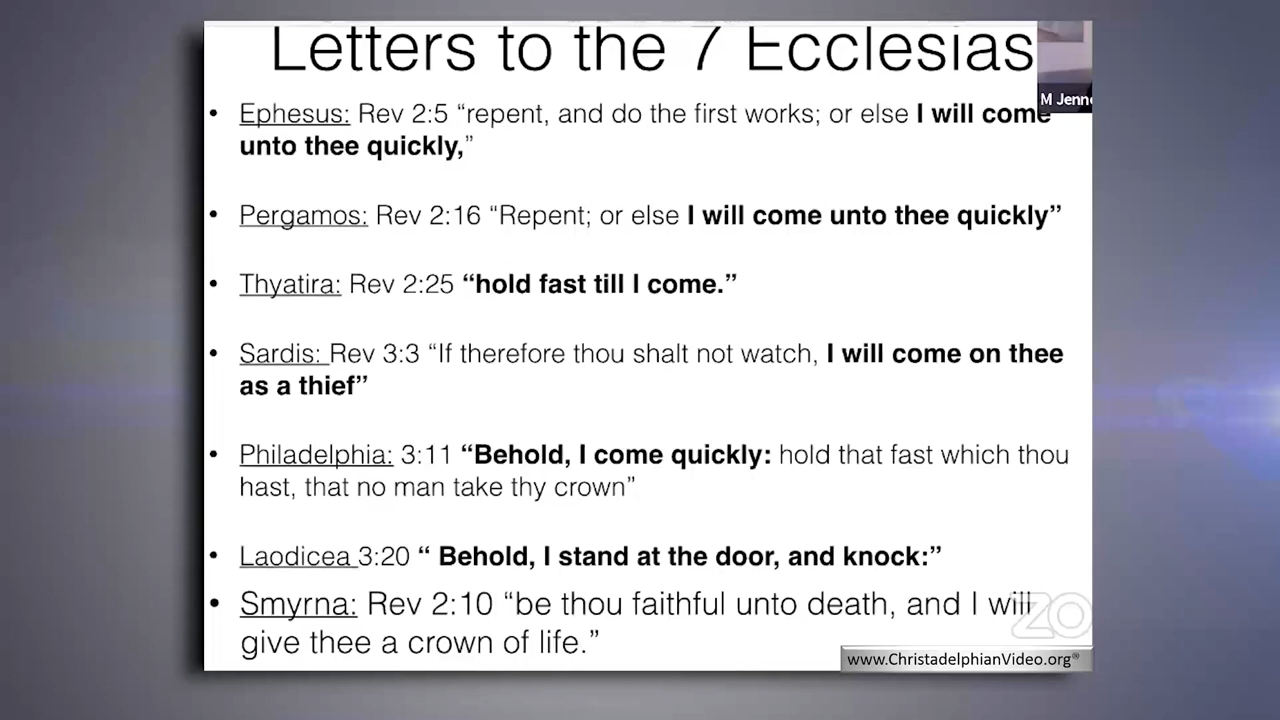 Letters to the 7 Ecclesias
M Jenne
• Ephesus: Rev 2:5 “repent, and do the first works; or else I will come
unto thee quickly,”
• Pergamos: Rev 2:16 “Repent; or else I will come unto thee quickly”
• Thyatira: Rev 2:25 “hold fast till I come.”
• Sardis: Rev 3:3 “If therefore thou shalt not watch, I will come on thee
as a thief”
• Philadelphia: 3:11 “Behold, I come quickly: hold that fast which thou
hast, that no man take thy crown”
• Laodicea 3:20 “ Behold, I stand at the door, and knock:”
• Smyrna: Rev 2:10 “be thou faithful unto death, and I will
give thee a crown of life.”
ZO
www.ChristadelphianVideo.org®